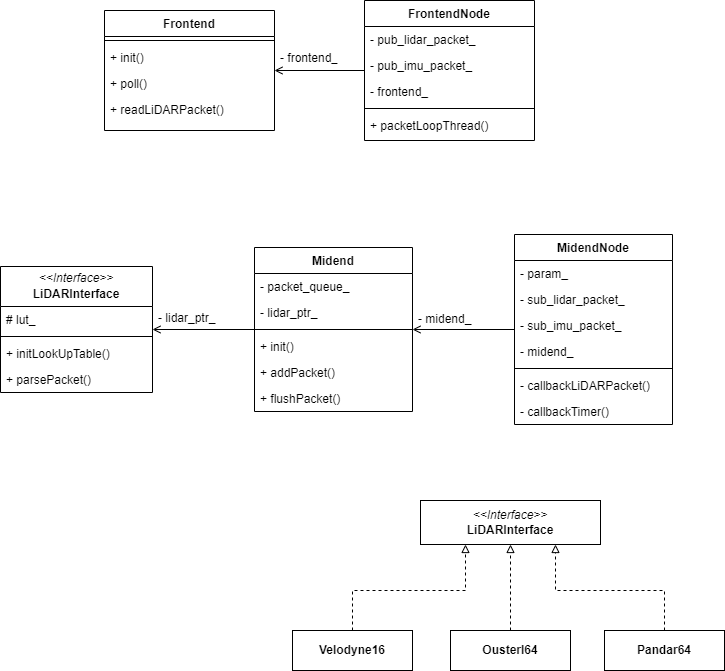 Frontend
+ init()
+ poll()
+ readLiDARPacket()
- frontend_
FrontendNode
- pub_lidar_packet_
- pub_imu_packet_
- frontend_
+ packetLoopThread()
<<Interface>>
LiDARInterface
# lut_
+ initLookUpTable()
+ parsePacket()
- lidar_ptr_
Midend
- packet_queue_
- lidar_ptr_
+ init()
+ addPacket()
+ flushPacket()
- midend_
MidendNode
- param_
- sub_lidar_packet_
- sub_imu_packet_
- midend_
- callbackLiDARPacket()
- callbackTimer()
<<Interface>>
LiDARInterface
Velodyne16
Ousterl64
Pandar64